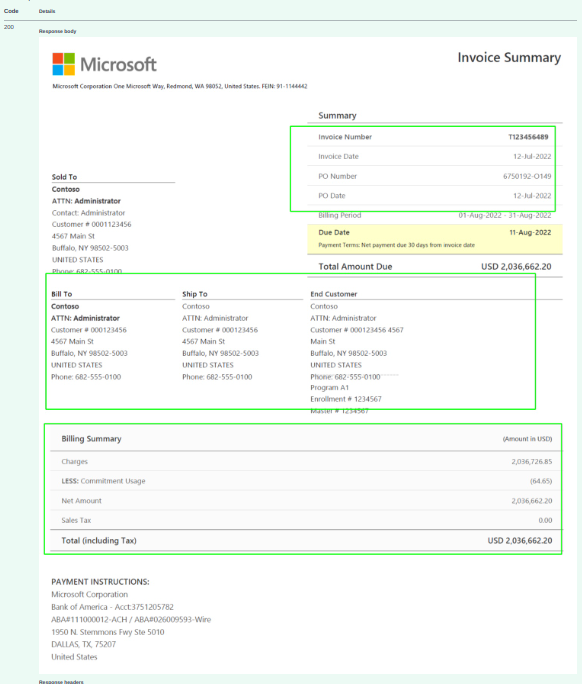 Code Details
200
Response body
Microsoft
Invoice Summary
Microsoft Corporation One Microsoft Way, Redmond, WA 98052, United States. FEIN: 91-1144442
Summary
Invoice Number T123456489
Invoice Date 12-Jul-2022
PO Number 6750192-O149
PO Date 12-Jul-2022
Billing Period 01-Aug-2022 - 31-Aug-2022
Due Date 11-Aug-2022
Payment Terms: Net payment due 30 days from invoice date
Total Amount Due USD 2,036,662.20
Sold To
Contoso
ATTN: Administrator
Contact: Administrator
Customer # 0001123456
4567 Main St
Buffalo, NY 98502-5003
UNITED STATES
Phone: 682-555-0100
Bill To
Contoso
ATTN: Administrator
Customer # 000123456
4567 Main St
Buffalo, NY 98502-5003
UNITED STATES
Phone: 682-555-0100
Ship To
Contoso
ATTN: Administrator
Customer # 000123456
4567 Main St
Buffalo, NY 98502-5003
UNITED STATES
Phone: 682-555-0100
End Customer
Contoso
ATTN: Administrator
Customer # 000123456 4567
Main St
Buffalo, NY 98502-5003
UNITED STATES
Phone: 682-555-0100
Program A1
Enrollment # 1234567
Master # 1234567
Billing Summary (Amount in USD)
Charges 2,036,726.85
LESS: Commitment Usage (64.65)
Net Amount 2,036,662.20
Sales Tax 0.00
Total (including Tax) USD 2,036,662.20
PAYMENT INSTRUCTIONS:
Microsoft Corporation
Bank of America - Acct:3751205782
ABA#111000012-ACH / ABA#026009593-Wire
1950 N. Stemmons Fwy Ste 5010
DALLAS, TX, 75207
United States
Response headers